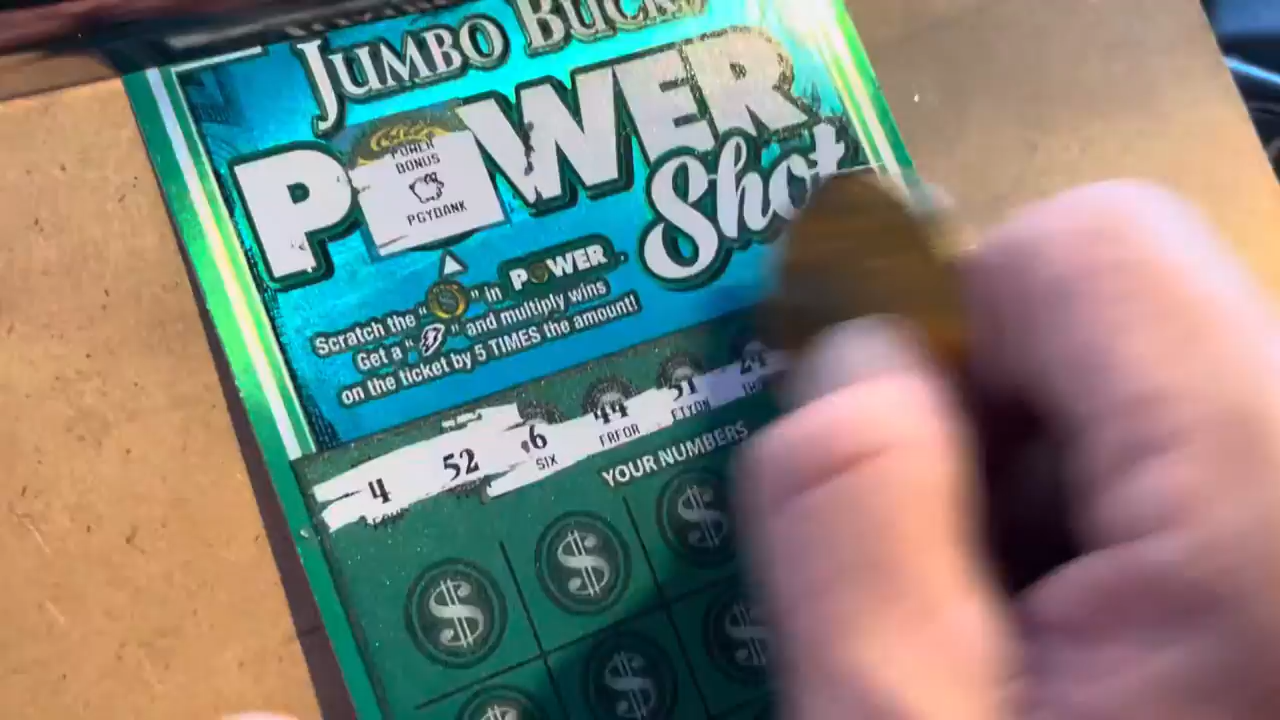 JUMBO BUCKS
POWER
Shot
POWER
BONUS
PGYBANK
Scratch the " " in POWER,
Get a " " and multiply wins
on the ticket by 5 TIMES the amount!
4 52 6 44 51 24
SIX FRFOR
YOUR NUMBERS